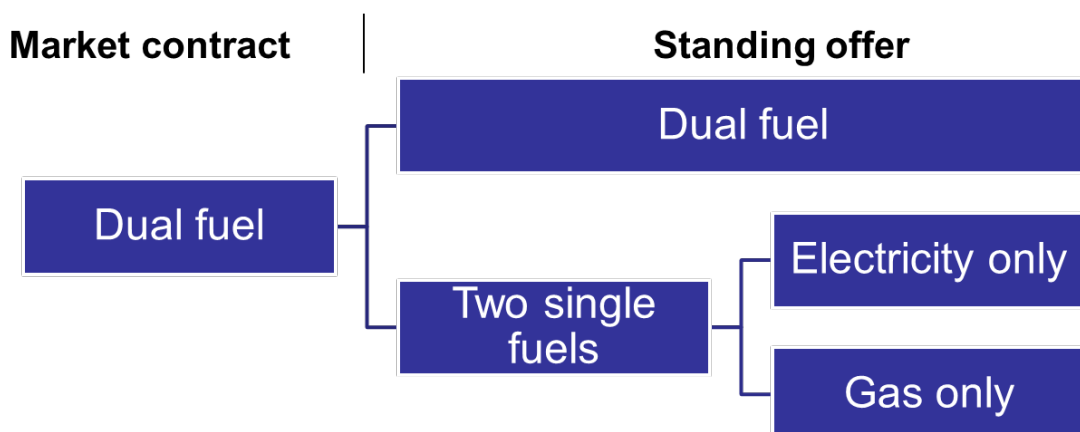 Market contract
Standing offer
Dual fuel
Dual fuel
Two single
fuels
Electricity only
Gas only